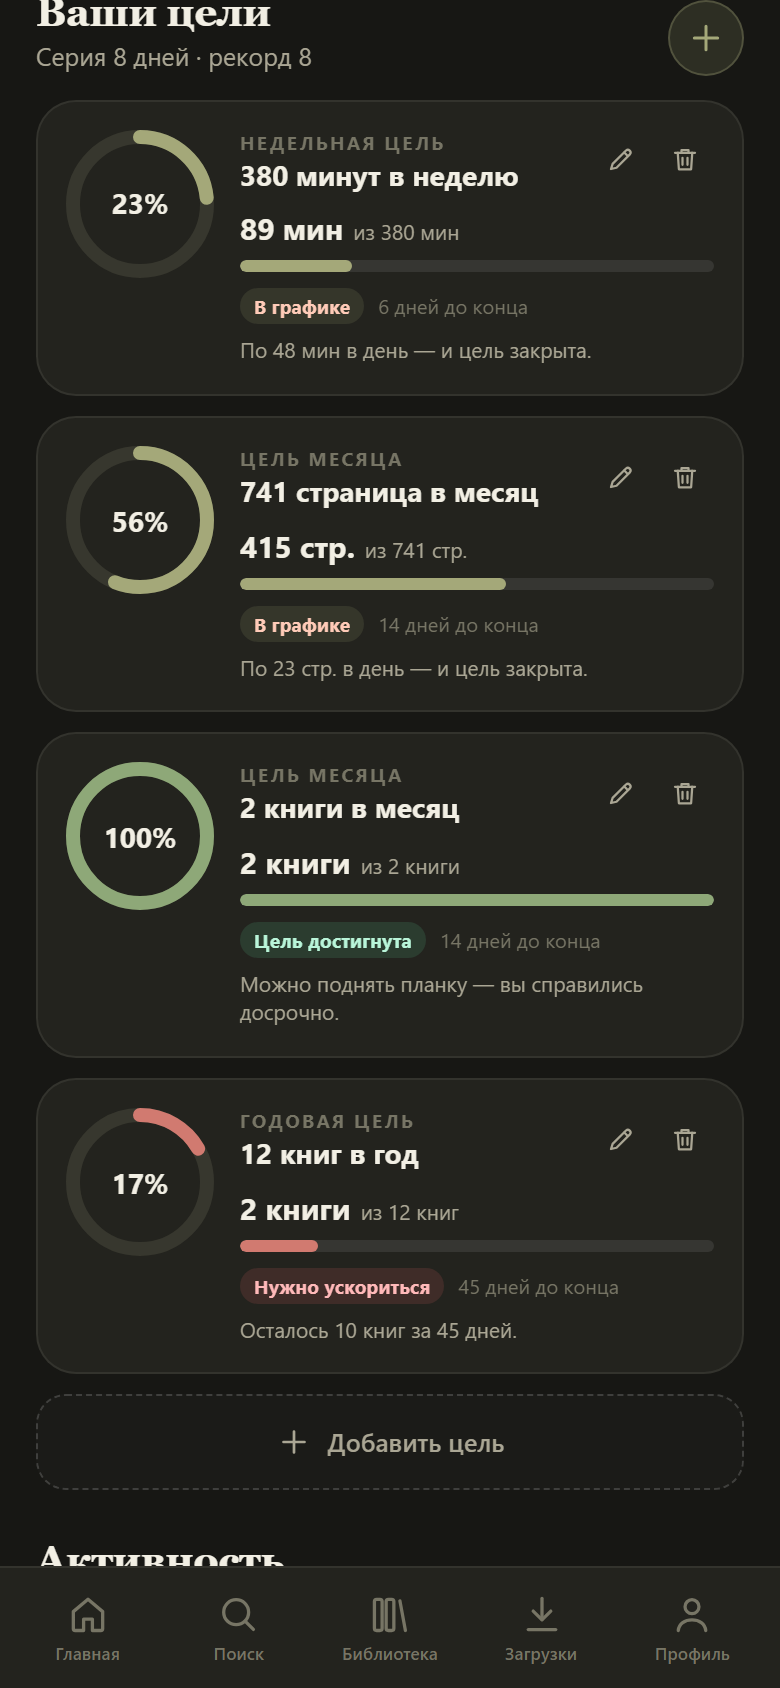 Ваши цели
Серия 8 дней · рекорд 8
НЕДЕЛЬНАЯ ЦЕЛЬ
380 минут в неделю
23%
89 мин из 380 мин
В графике 6 дней до конца
По 48 мин в день — и цель закрыта.
ЦЕЛЬ МЕСЯЦА
741 страница в месяц
56%
415 стр. из 741 стр.
В графике 14 дней до конца
По 23 стр. в день — и цель закрыта.
ЦЕЛЬ МЕСЯЦА
2 книги в месяц
100%
2 книги из 2 книги
Цель достигнута 14 дней до конца
Можно поднять планку — вы справились
досрочно.
ГОДОВАЯ ЦЕЛЬ
12 книг в год
17%
2 книги из 12 книг
Нужно ускориться 45 дней до конца
Осталось 10 книг за 45 дней.
Добавить цель
Активность
Главная Поиск Библиотека Загрузки Профиль